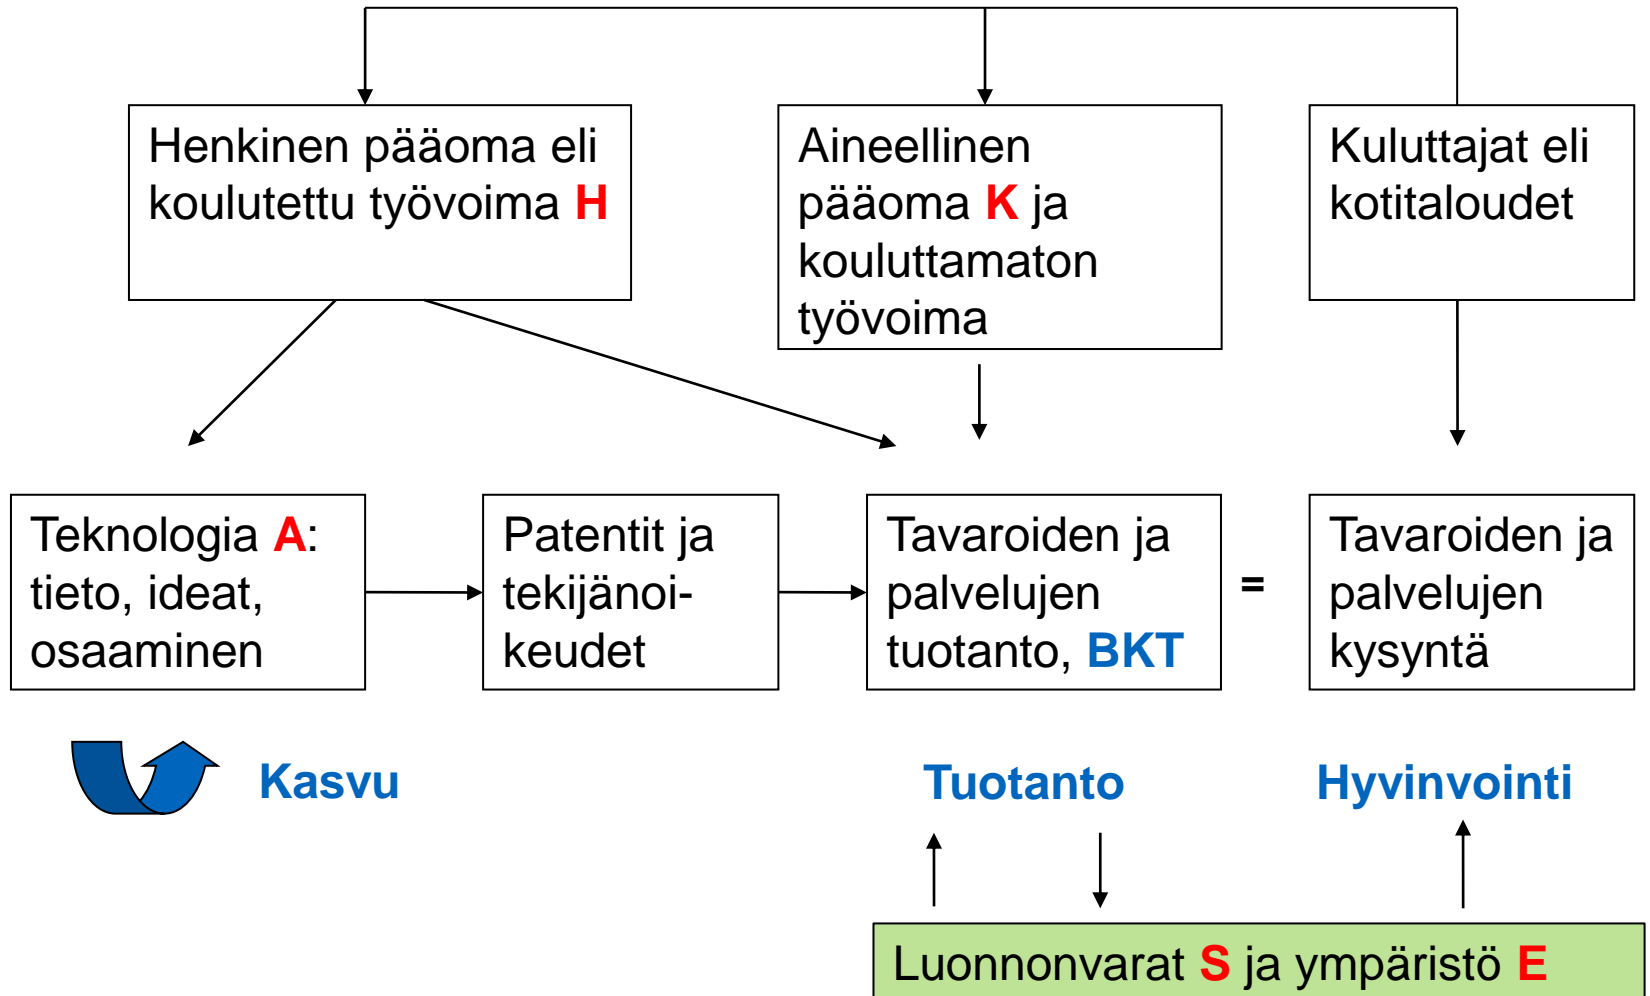 Henkinen pääoma eli
koulutettu työvoima H
Aineellinen
pääoma K ja
kouluttamaton
työvoima
Kuluttajat eli
kotitaloudet
Teknologia A:
tieto, ideat,
osaaminen
Patentit ja
tekijänoi-
keudet
Tavaroiden ja
palvelujen
tuotanto, BKT
=
Tavaroiden ja
palvelujen
kysyntä
Kasvu
Tuotanto
Hyvinvointi
Luonnonvarat S ja ympäristö E